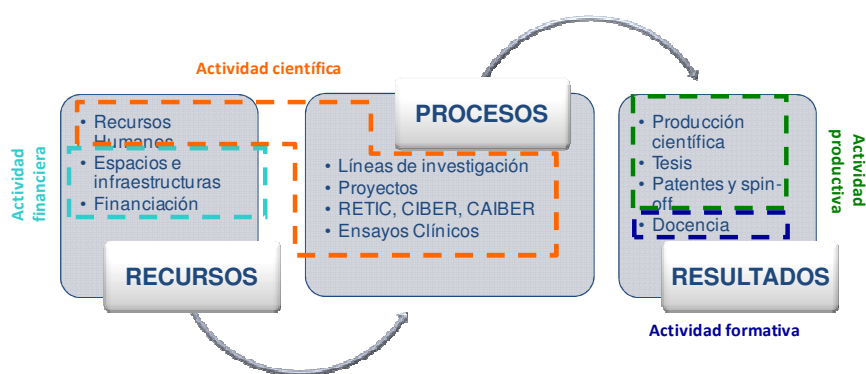 Actividad científica
Actividad
financiera
• Recursos
Humanos
• Espacios e
infraestructuras
• Financiación
RECURSOS
PROCESOS
• Líneas de investigación
• Proyectos
• RETIC, CIBER, CAIBER
• Ensayos Clínicos
• Producción
científica
• Tesis
• Patentes y spin-
off
• Docencia
RESULTADOS
Actividad
productiva
Actividad formativa